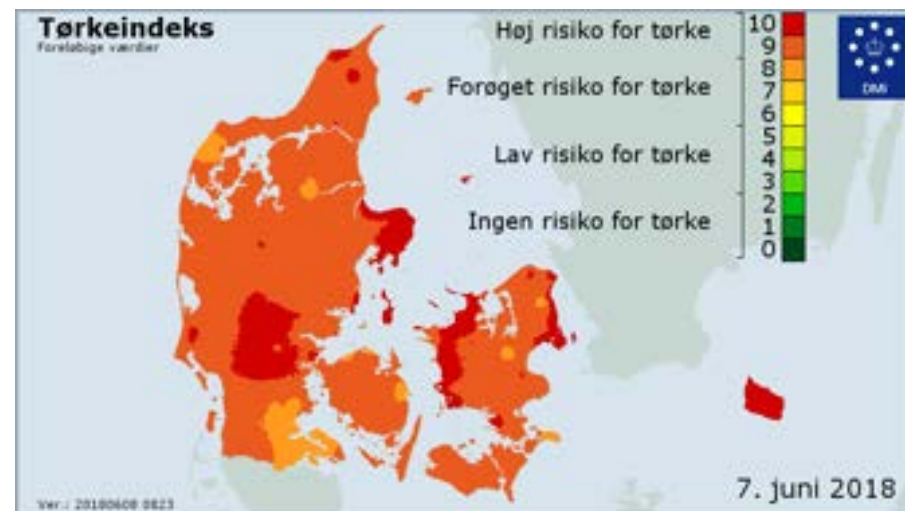 Tørkeindeks
Foreløbige værdier
Høj risiko for tørke
Forøget risiko for tørke
Lav risiko for tørke
Ingen risiko for tørke
10
9
8
7
6
5
4
3
2
1
0
DMI
7. juni 2018
Ver.: 20180608 0823